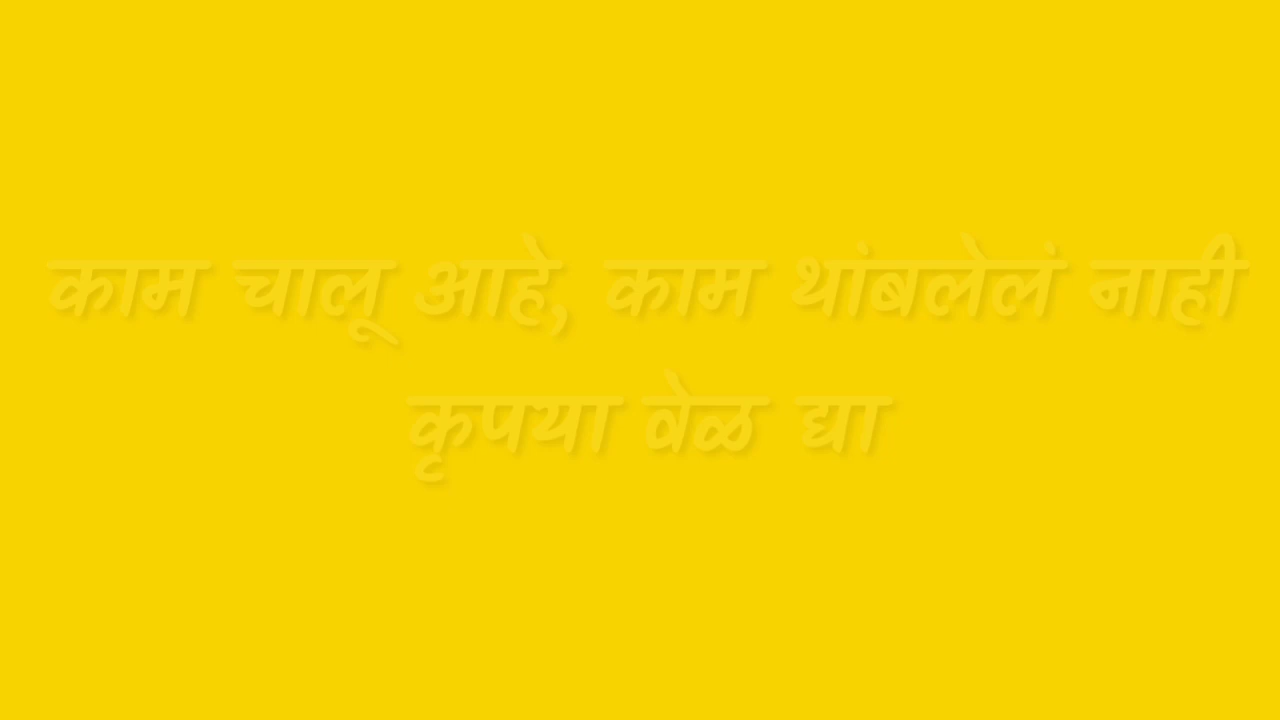 काम चालू आहे, काम थांबलेलं नाही
कृपया वेळ द्या